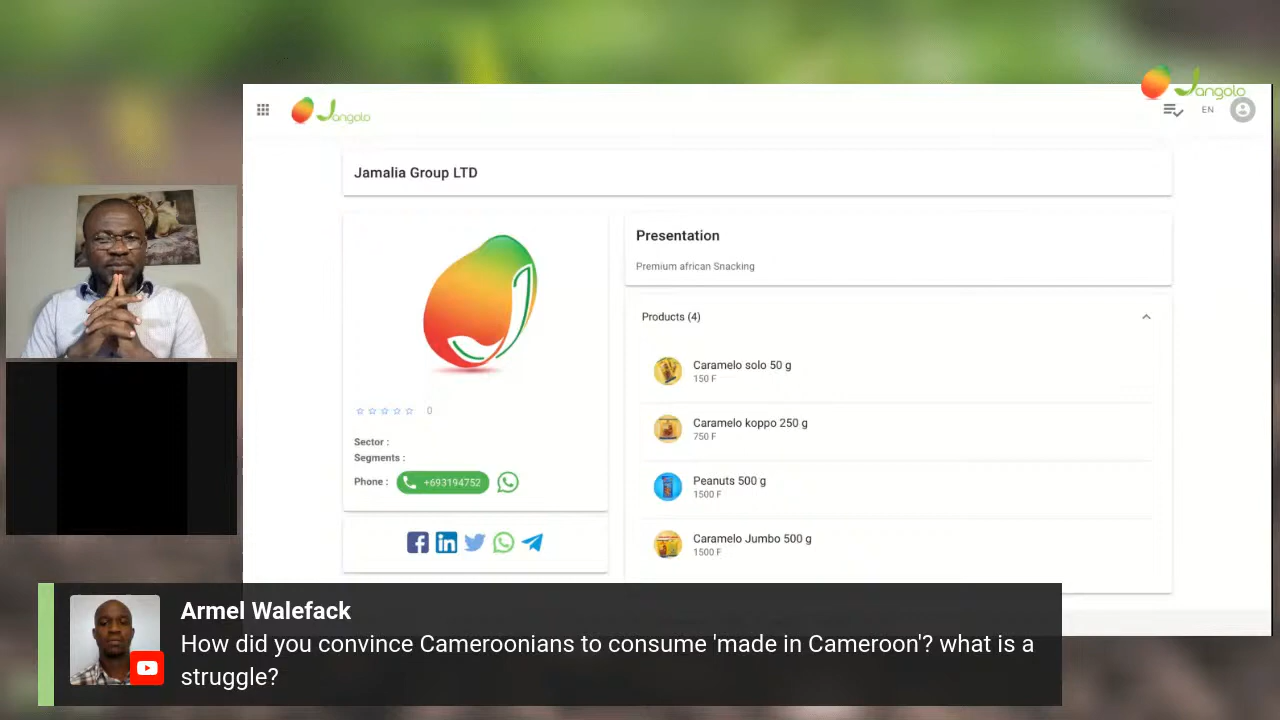 Jangolo
Jangolo
EN
Jamalia Group LTD
Presentation
Premium african Snacking
Products (4)
Caramelo solo 50 g
150 F
Caramelo koppo 250 g
750 F
Peanuts 500 g
1500 F
Caramelo Jumbo 500 g
1500 F
0
Sector :
Segments :
Phone : +693194752
Armel Walefack
How did you convince Cameroonians to consume 'made in Cameroon'? what is a
struggle?